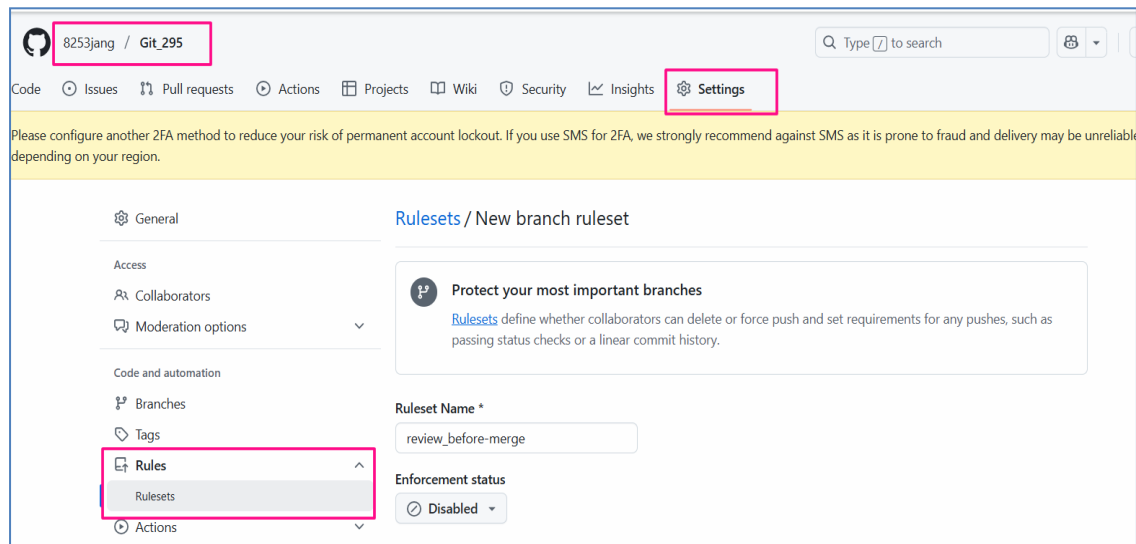 8253jang / Git_295
Type / to search
Code Issues Pull requests Actions Projects Wiki Security Insights Settings
Please configure another 2FA method to reduce your risk of permanent account lockout. If you use SMS for 2FA, we strongly recommend against SMS as it is prone to fraud and delivery may be unreliable
depending on your region.
General
Access
Collaborators
Moderation options
Code and automation
Branches
Tags
Rules
Rulesets
Actions
Rulesets / New branch ruleset
Protect your most important branches
Rulesets define whether collaborators can delete or force push and set requirements for any pushes, such as
passing status checks or a linear commit history.
Ruleset Name *
review_before-merge
Enforcement status
Disabled